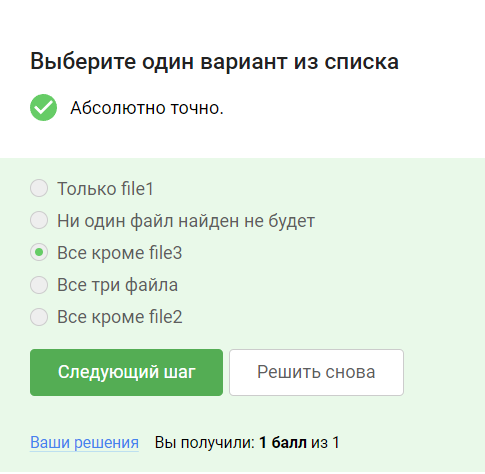 Выберите один вариант из списка
Абсолютно точно.
Только file1
Ни один файл найден не будет
Все кроме file3
Все три файла
Все кроме file2
Следующий шаг
Решить снова
Ваши решения Вы получили: 1 балл из 1